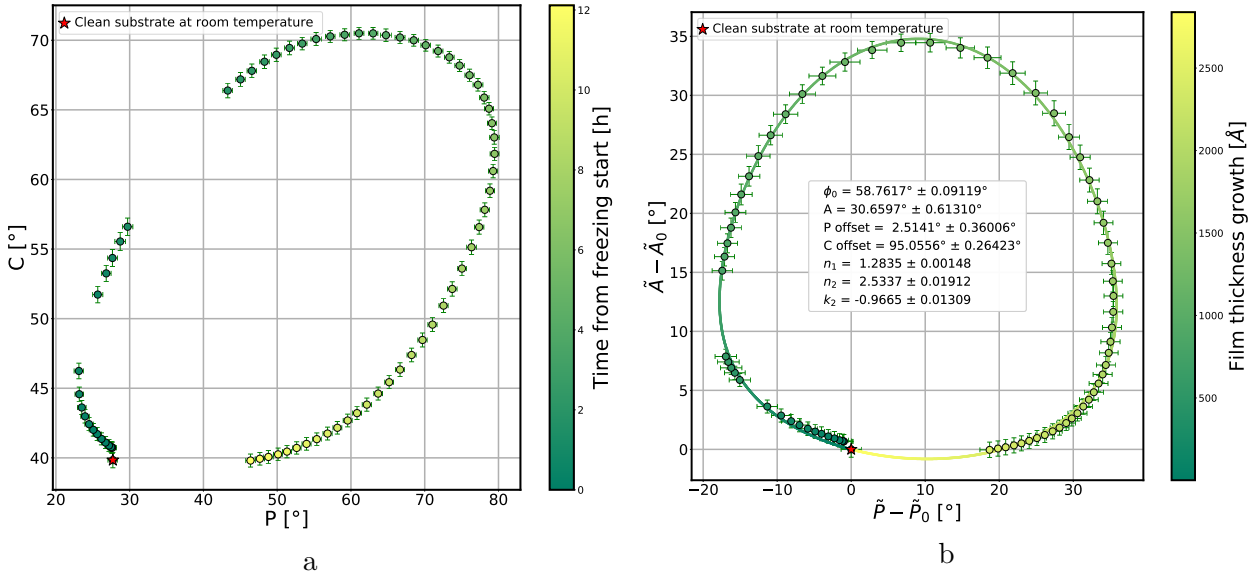 Clean substrate at room temperature
70
65
60
55
50
45
40
C [°]
20
30
40
50
60
70
80
P [°]
12
10
8
6
4
2
0
Time from freezing start [h]
a
Clean substrate at room temperature
35
30
25
20
15
10
5
0
Ã − Ã₀ [°]
ϕ₀ = 58.7617° ± 0.09119°
A = 30.6597° ± 0.61310°
P offset = 2.5141° ± 0.36006°
C offset = 95.0556° ± 0.26423°
n₁ = 1.2835 ± 0.00148
n₂ = 2.5337 ± 0.01912
k₂ = -0.9665 ± 0.01309
−20
−10
0
10
20
30
P̃ − P̃₀ [°]
2500
2000
1500
1000
500
Film thickness growth [Å]
b